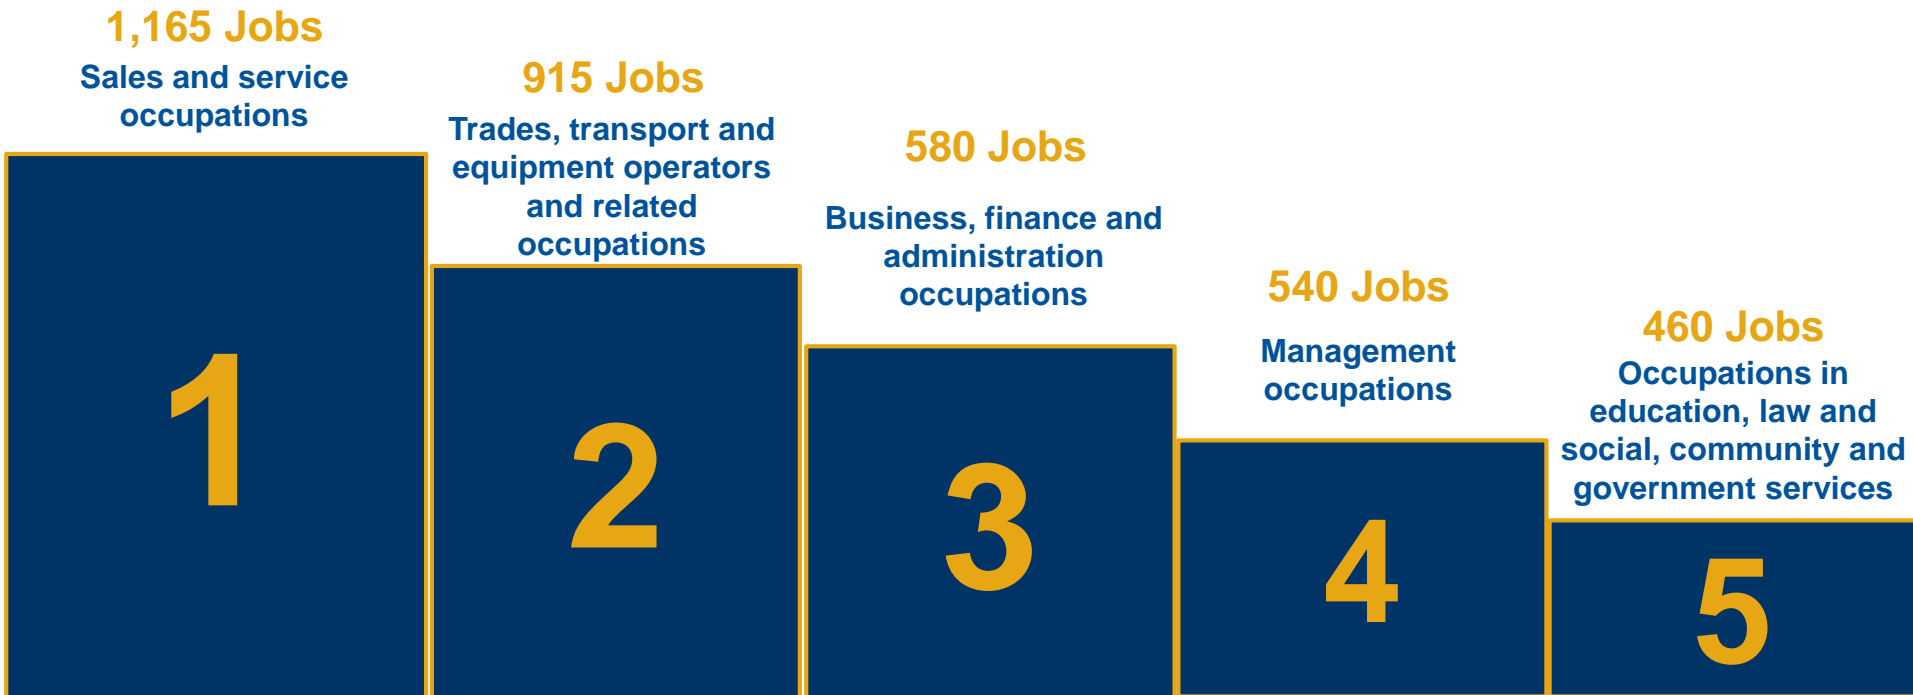 1,165 Jobs
Sales and service
occupations
1
915 Jobs
Trades, transport and
equipment operators
and related
occupations
2
580 Jobs
Business, finance and
administration
occupations
3
540 Jobs
Management
occupations
4
460 Jobs
Occupations in
education, law and
social, community and
government services
5